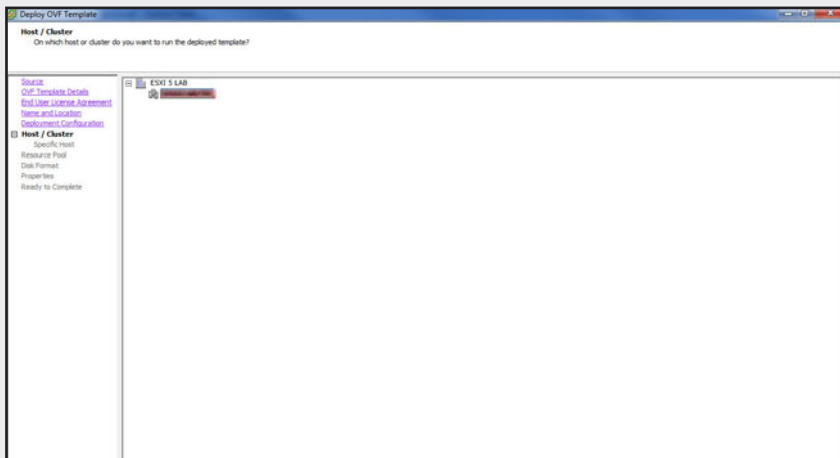 Deploy OVF Template
Host / Cluster
On which host or cluster do you want to run the deployed template?
Source
OVF Template Details
End User License Agreement
Name and Location
Deployment Configuration
Host / Cluster
Specific Host
Resource Pool
Disk Format
Properties
Ready to Complete
ESXI 5 LAB